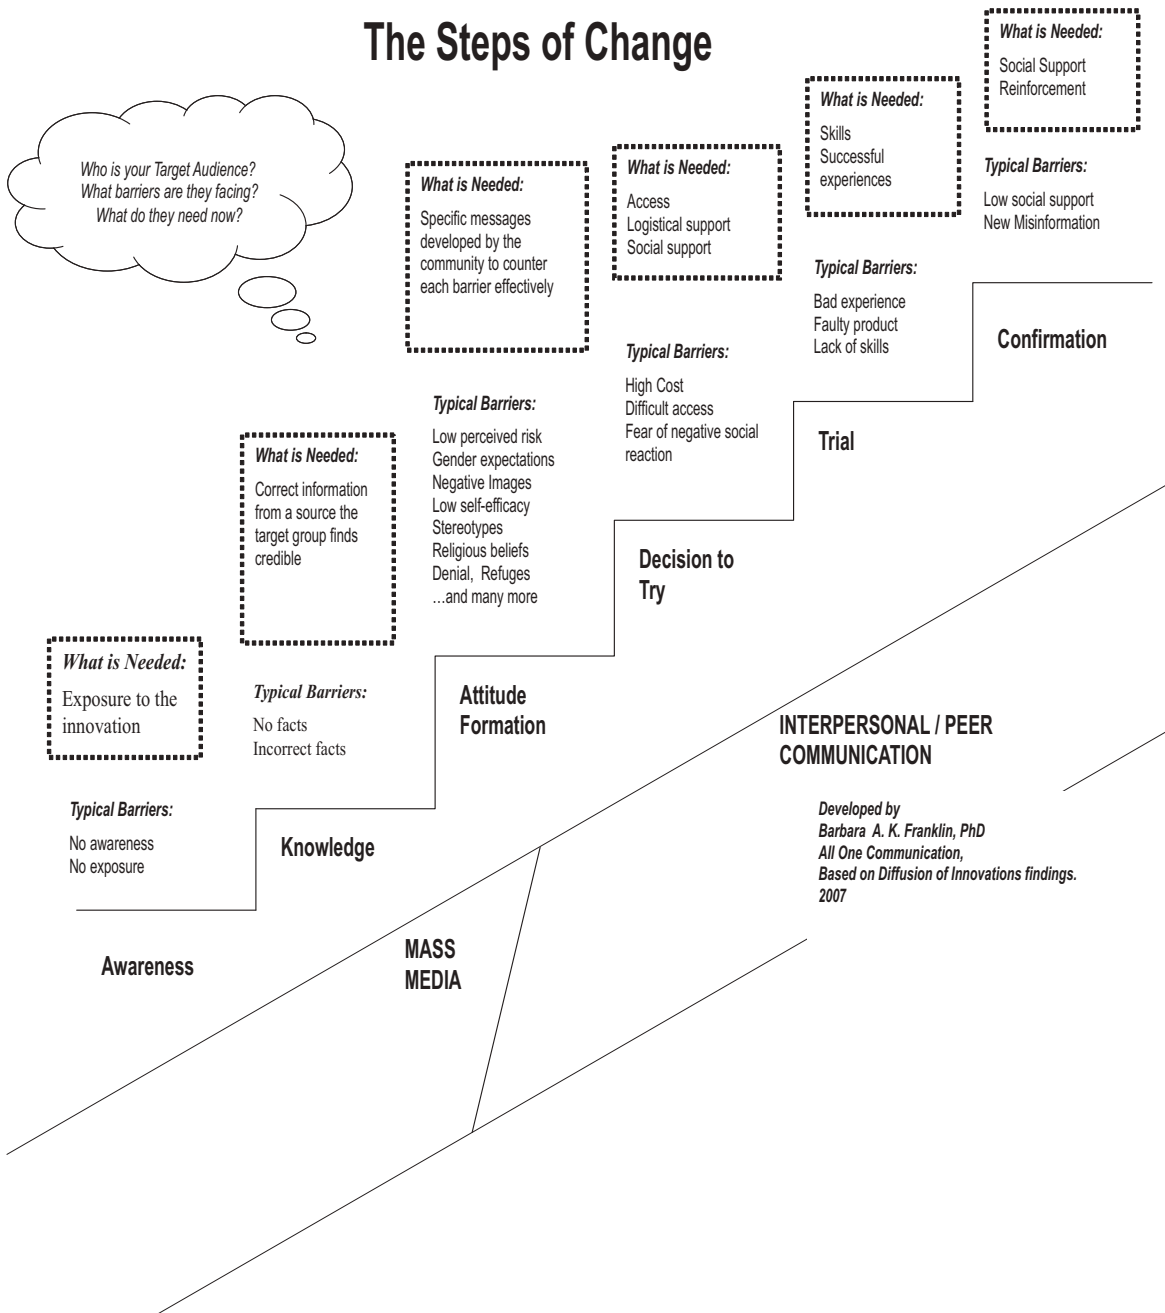 The Steps of Change
Who is your Target Audience?
What barriers are they facing?
What do they need now?
What is Needed:
Exposure to the
innovation
Typical Barriers:
No awareness
No exposure
Awareness
What is Needed:
Correct information
from a source the
target group finds
credible
Typical Barriers:
No facts
Incorrect facts
Knowledge
What is Needed:
Specific messages
developed by the
community to counter
each barrier effectively
Typical Barriers:
Low perceived risk
Gender expectations
Negative Images
Low self-efficacy
Stereotypes
Religious beliefs
Denial, Refuges
…and many more
Attitude
Formation
What is Needed:
Access
Logistical support
Social support
Typical Barriers:
High Cost
Difficult access
Fear of negative social
reaction
Decision to
Try
What is Needed:
Skills
Successful
experiences
Typical Barriers:
Bad experience
Faulty product
Lack of skills
Trial
What is Needed:
Social Support
Reinforcement
Typical Barriers:
Low social support
New Misinformation
Confirmation
MASS
MEDIA
INTERPERSONAL / PEER
COMMUNICATION
Developed by
Barbara A. K. Franklin, PhD
All One Communication,
Based on Diffusion of Innovations findings.
2007